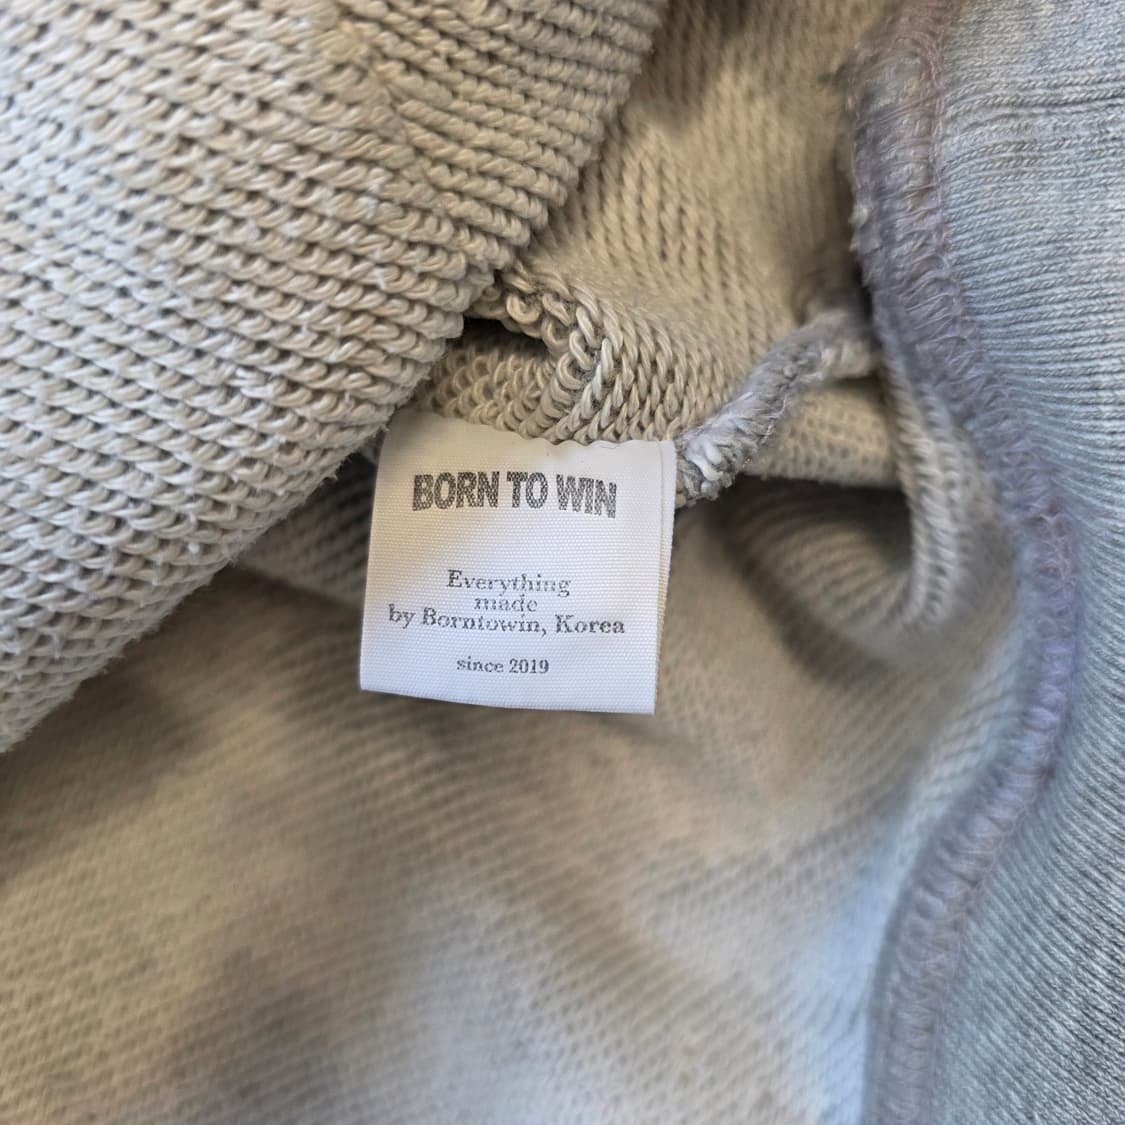 BORN TO WIN
Everything
made
by Borntowin, Korea
since 2019